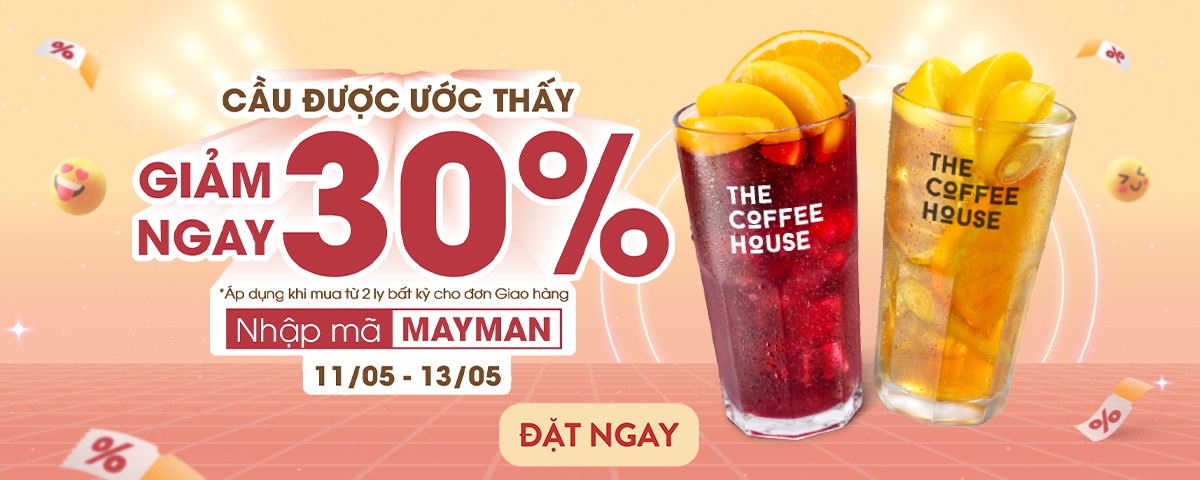 CẦU ĐƯỢC ƯỚC THẤY
GIẢM
NGAY
30%
*Áp dụng khi mua từ 2 ly bất kỳ cho đơn Giao hàng
Nhập mã MAYMAN
11/05 - 13/05
ĐẶT NGAY
THE
COFFEE
HOUSE
THE
COFFEE
HOUSE
%
%
%
%